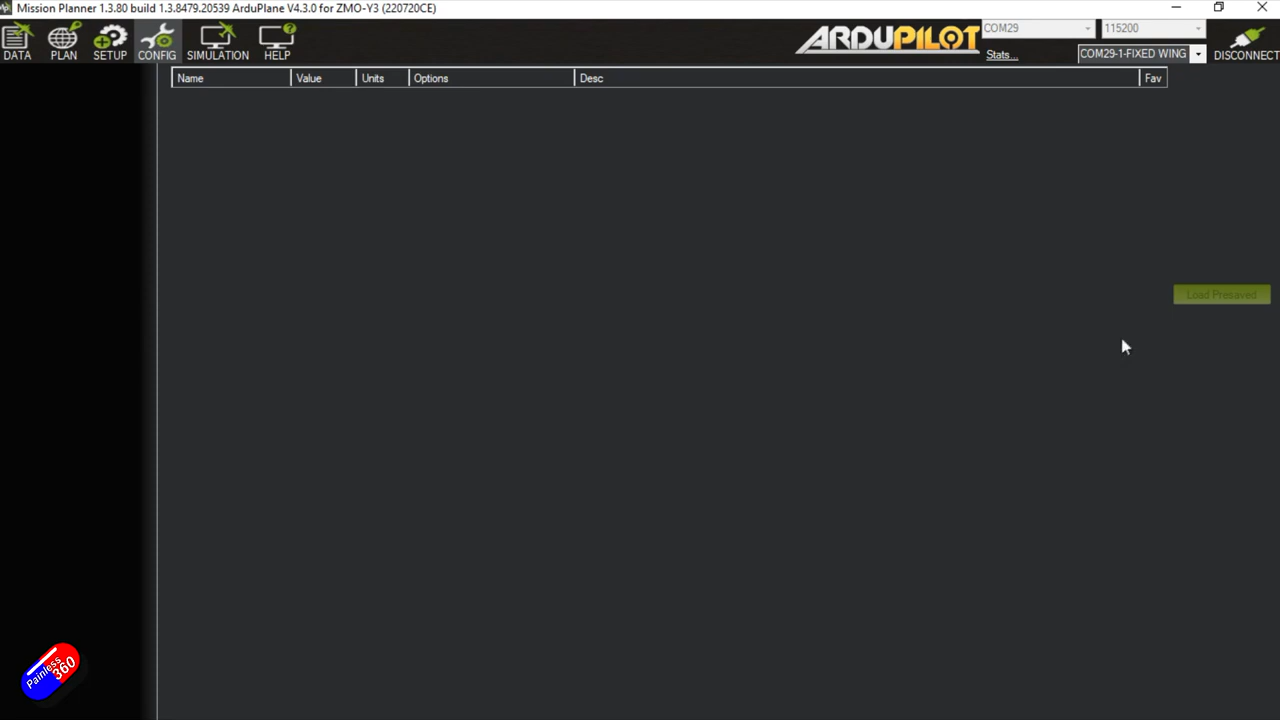 Mission Planner 1.3.80 build 1.3.8479.20539 ArduPlane V4.3.0 for ZMO-Y3 (220720CE)
DATA
PLAN
SETUP
CONFIG
SIMULATION
HELP
ARDUPILOT
COM29
115200
Stats...
COM29-1-FIXED WING
DISCONNECT
Name Value Units Options Desc Fav
Load Presaved
Painless
360